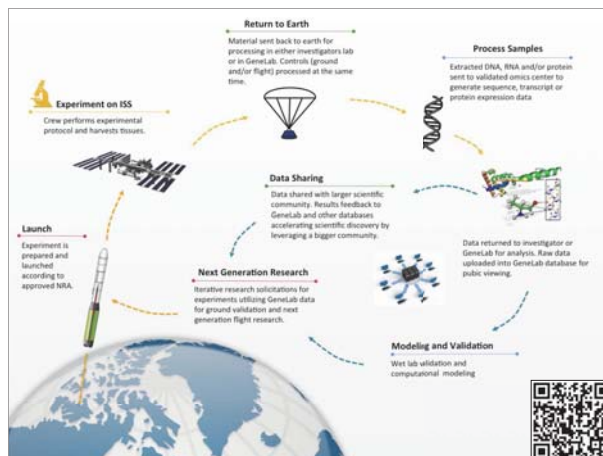 Return to Earth
Material sent back to earth for
processing in either investigators lab
or in GeneLab. Controls (ground
and/or flight) processed at the same
time.
Process Samples
Extracted DNA, RNA and/or protein
sent to validated omics center to
generate sequence, transcript or
protein expression data
Experiment on ISS
Crew performs experimental
protocol and harvests tissues.
Data Sharing
Data shared with larger scientific
community. Results feedback to
GeneLab and other databases
accelerating scientific discovery by
leveraging a bigger community.
Launch
Experiment is
prepared and
launched
according to
approved NRA.
Data returned to investigator or
GeneLab for analysis. Raw data
uploaded into GeneLab database for
pubic viewing.
Next Generation Research
Iterative research solicitations for
experiments utilizing GeneLab data
for ground validation and next
generation flight research.
Modeling and Validation
Wet lab validation and
computational modeling